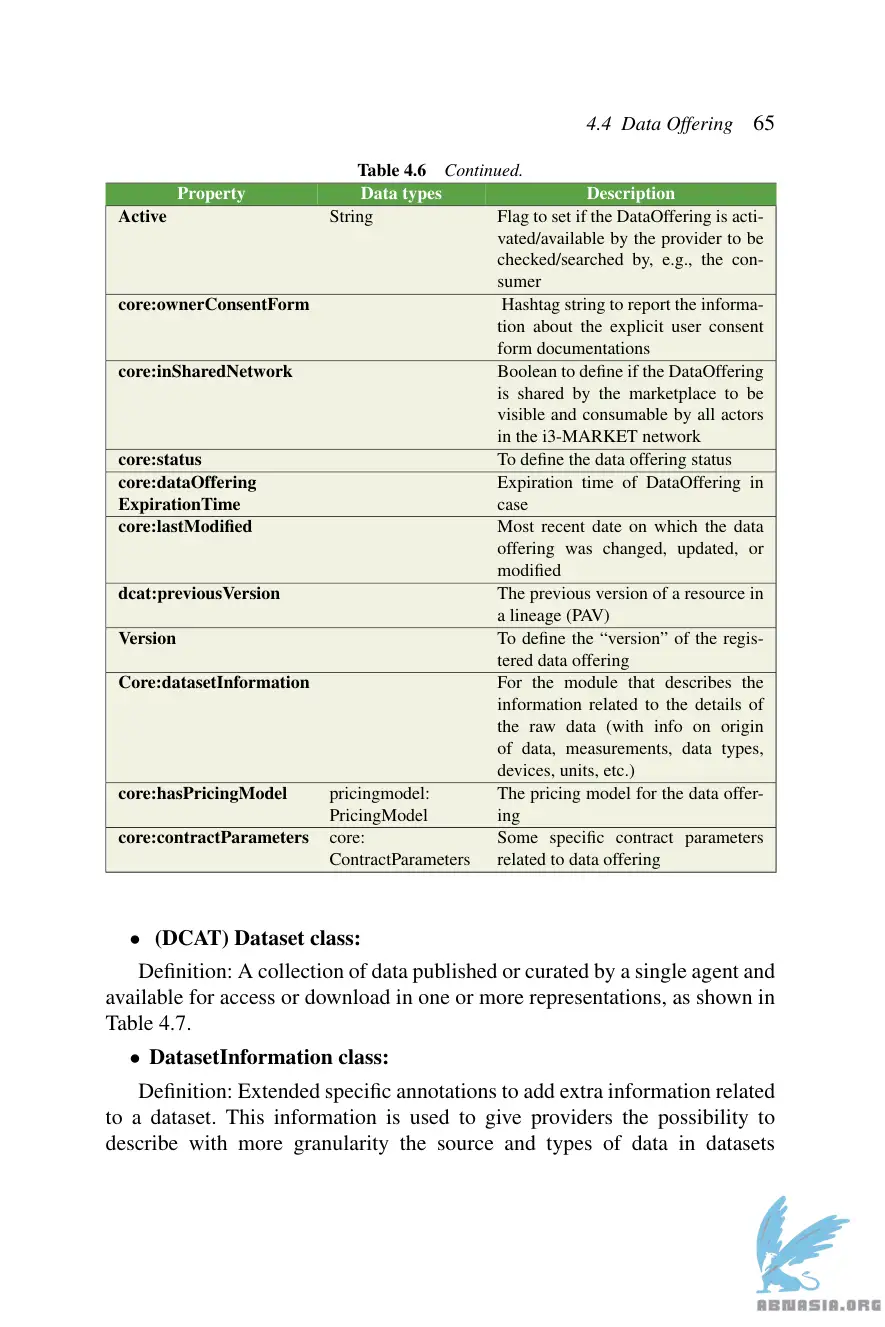 4.4 Data Offering 65
Table 4.6 Continued.
Property Data types Description
Active String Flag to set if the DataOffering is acti-
vated/available by the provider to be
checked/searched by, e.g., the con-
sumer
core:ownerConsentForm Hashtag string to report the informa-
tion about the explicit user consent
form documentations
core:inSharedNetwork Boolean to define if the DataOffering
is shared by the marketplace to be
visible and consumable by all actors
in the i3-MARKET network
core:status To define the data offering status
core:dataOffering Expiration time of DataOffering in
ExpirationTime case
core:lastModified Most recent date on which the data
offering was changed, updated, or
modified
dcat:previousVersion The previous version of a resource in
a lineage (PAV)
Version To define the “version” of the regis-
tered data offering
Core:datasetInformation For the module that describes the
information related to the details of
the raw data (with info on origin
of data, measurements, data types,
devices, units, etc.)
core:hasPricingModel pricingmodel: The pricing model for the data offer-
PricingModel ing
core:contractParameters core: Some specific contract parameters
ContractParameters related to data offering
• (DCAT) Dataset class:
Definition: A collection of data published or curated by a single agent and
available for access or download in one or more representations, as shown in
Table 4.7.
• DatasetInformation class:
Definition: Extended specific annotations to add extra information related
to a dataset. This information is used to give providers the possibility to
describe with more granularity the source and types of data in datasets
ABNASIA.ORG